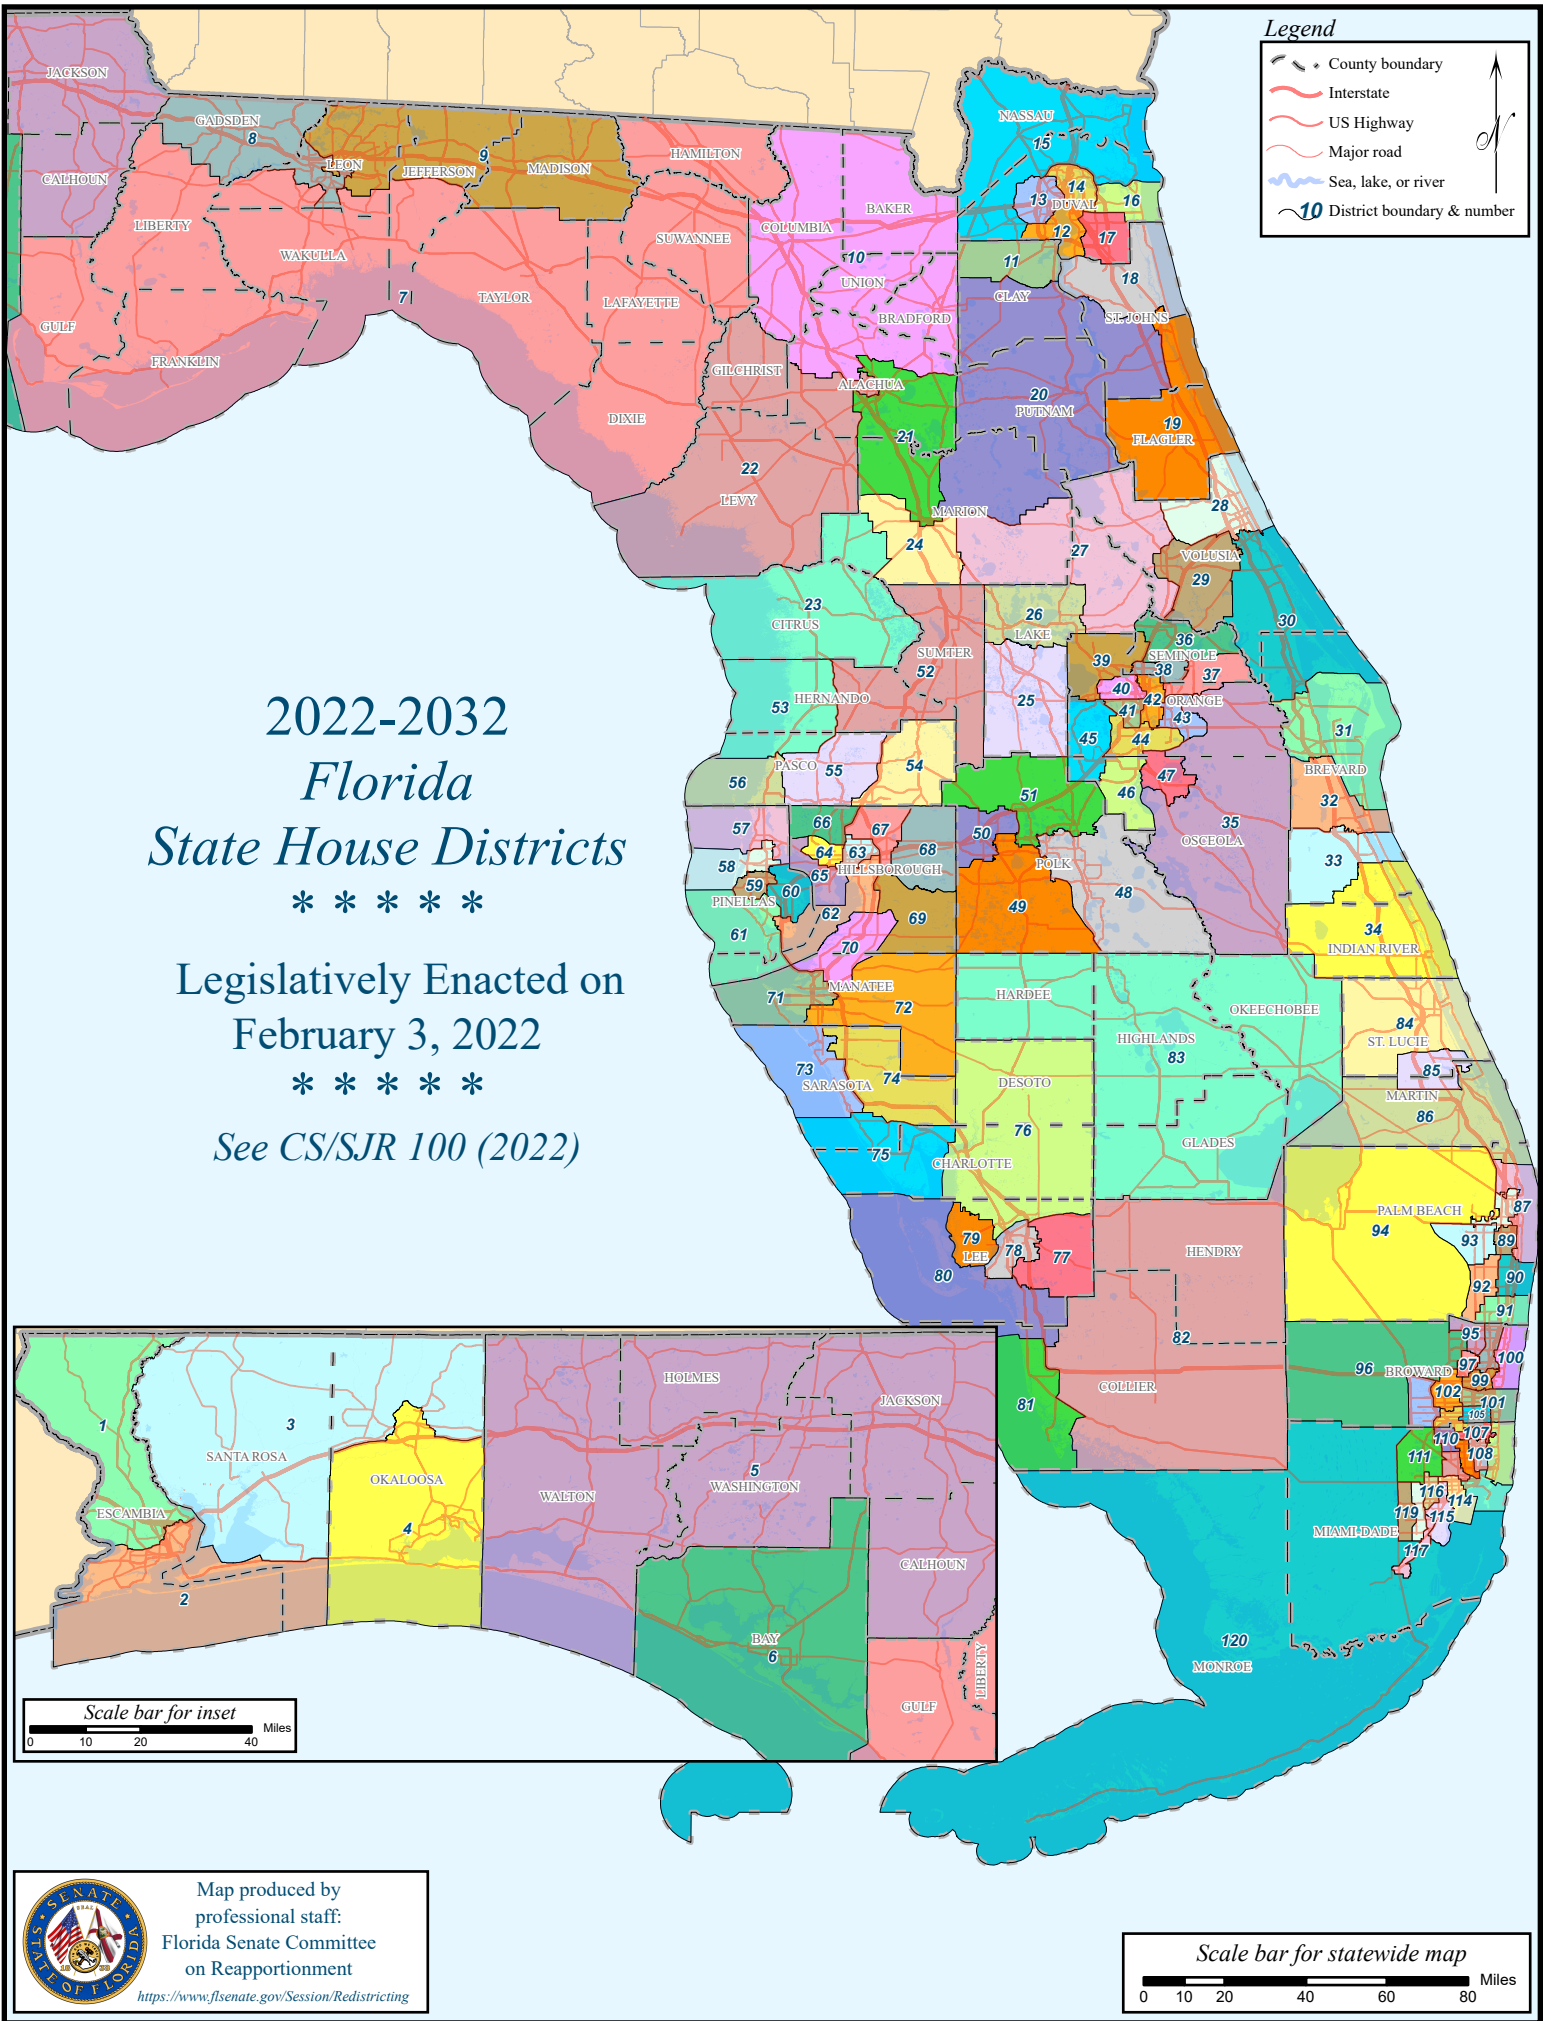 Legend
County boundary
Interstate
US Highway
Major road
Sea, lake, or river
10 District boundary & number
JACKSON
GADSDEN
8
LEON
JEFFERSON
9
MADISON
HAMILTON
NASSAU
15
CALHOUN
LIBERTY
WAKULLA
SUWANNEE
COLUMBIA
BAKER
13
14
DUVAL
16
12
17
10
11
18
GULF
7
TAYLOR
LAFAYETTE
UNION
CLAY
BRADFORD
ST. JOHNS
FRANKLIN
GILCHRIST
ALACHUA
20
PUTNAM
DIXIE
21
19
FLAGLER
22
LEVY
MARION
28
24
27
VOLUSIA
29
23
CITRUS
26
LAKE
30
36
SEMINOLE
SUMTER
52
39
38
37
HERNANDO
53
25
40
42
ORANGE
41
43
31
45
44
PASCO
55
54
56
47
BREVARD
51
46
32
57
66
67
50
35
OSCEOLA
58
64
63
68
HILLSBOROUGH
POLK
33
59
60
65
48
PINELLAS
62
69
49
61
70
34
INDIAN RIVER
71
MANATEE
72
HARDEE
OKEECHOBEE
HIGHLANDS
83
84
ST. LUCIE
73
SARASOTA
74
DESOTO
85
MARTIN
86
76
75
CHARLOTTE
GLADES
PALM BEACH
94
87
79
LEE
78
77
HENDRY
93
89
80
92
90
91
82
95
96
BROWARD
97
100
99
81
COLLIER
102
101
105
110
107
111
108
116
114
119
115
MIAMI-DADE
117
120
MONROE
2022-2032
Florida
State House Districts
* * * * *
Legislatively Enacted on
February 3, 2022
* * * * *
See CS/SJR 100 (2022)
HOLMES
JACKSON
1
3
SANTA ROSA
OKALOOSA
5
WASHINGTON
WALTON
ESCAMBIA
4
CALHOUN
2
BAY
6
LIBERTY
GULF
Scale bar for inset
Miles
0 10 20 40
SENATE
SEAL
STATE OF FLORIDA
1838
Map produced by
professional staff:
Florida Senate Committee
on Reapportionment
https://www.flsenate.gov/Session/Redistricting
Scale bar for statewide map
Miles
0 10 20 40 60 80